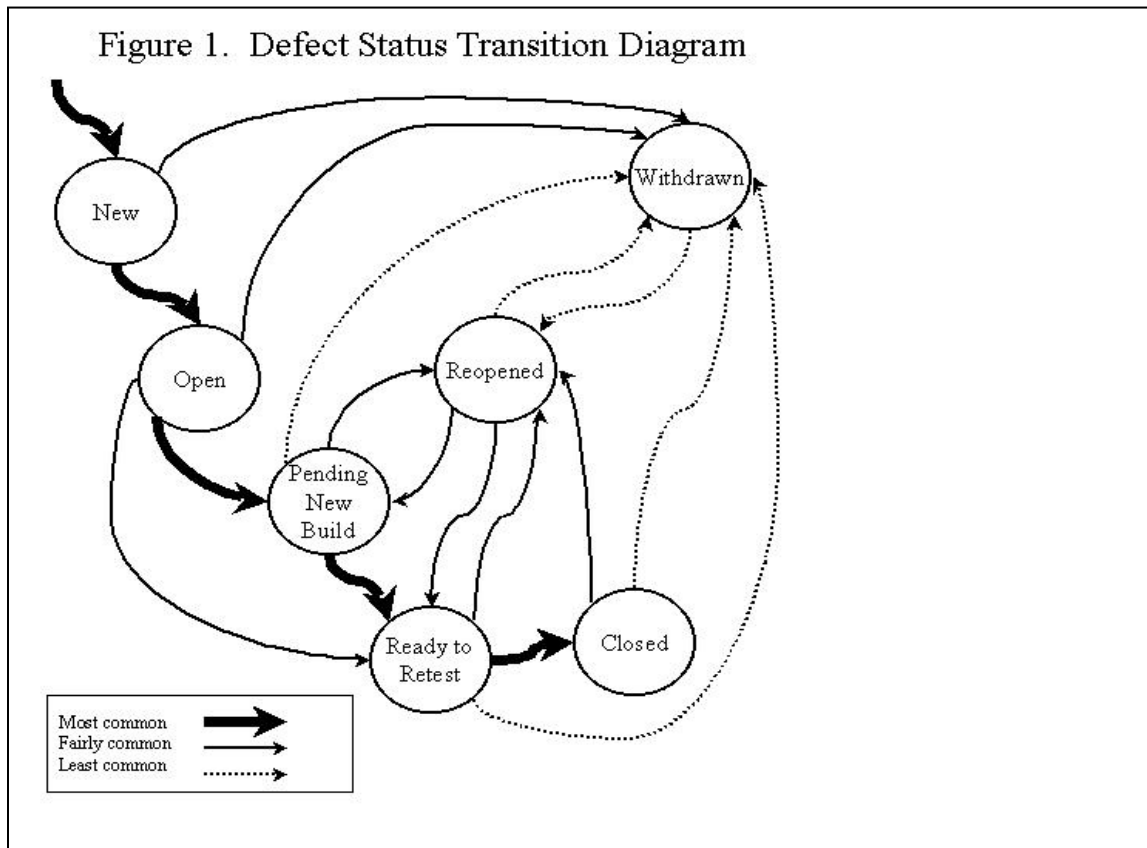 Figure 1. Defect Status Transition Diagram
Withdrawn
New
Open
Reopened
Pending
New
Build
Ready to
Retest
Closed
Most common
Fairly common
Least common